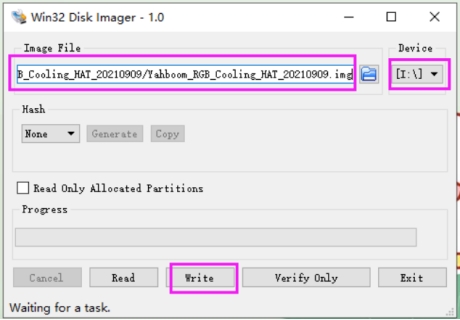 Win32 Disk Imager - 1.0
Image File
Device
B_Cooling_HAT_20210909/Yahboom_RGB_Cooling_HAT_20210909.img
[I:\]
Hash
None
Generate
Copy
Read Only Allocated Partitions
Progress
Cancel
Read
Write
Verify Only
Exit
Waiting for a task.